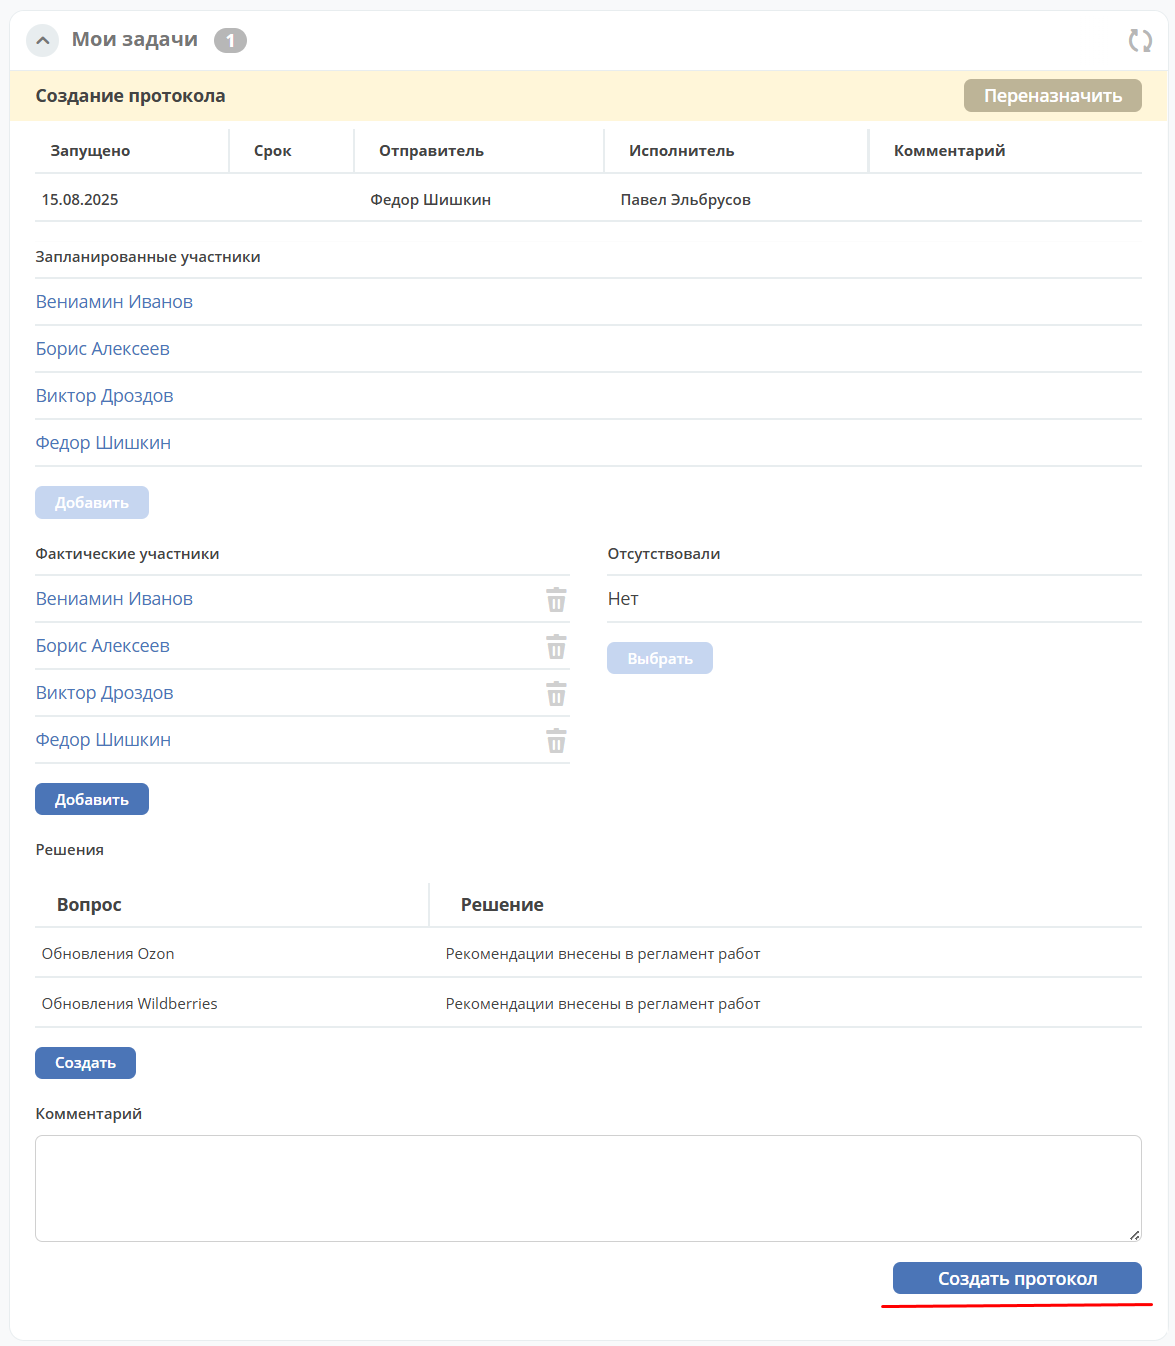 Мои задачи 1
Создание протокола Переназначить
Запущено Срок Отправитель Исполнитель Комментарий
15.08.2025 Федор Шишкин Павел Эльбрусов
Запланированные участники
Вениамин Иванов
Борис Алексеев
Виктор Дроздов
Федор Шишкин
Добавить
Фактические участники Отсутствовали
Вениамин Иванов Нет
Борис Алексеев Выбрать
Виктор Дроздов
Федор Шишкин
Добавить
Решения
Вопрос Решение
Обновления Ozon Рекомендации внесены в регламент работ
Обновления Wildberries Рекомендации внесены в регламент работ
Создать
Комментарий
Создать протокол